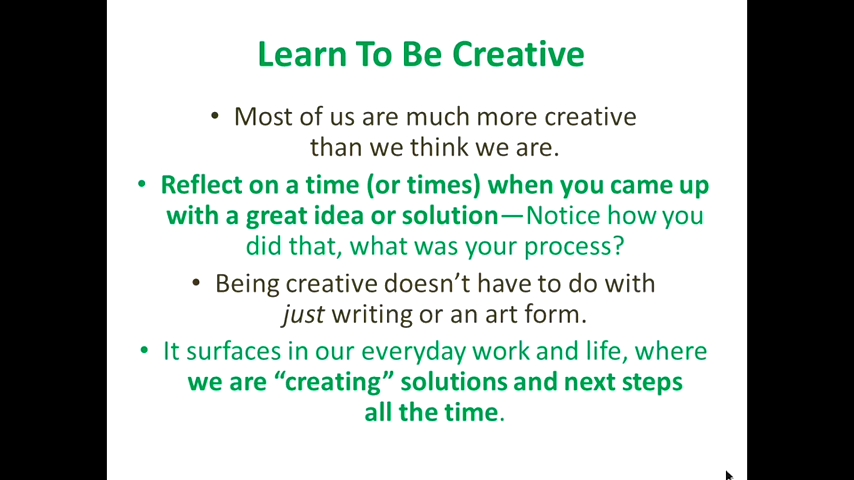 Learn To Be Creative
• Most of us are much more creative
than we think we are.
• Reflect on a time (or times) when you came up
with a great idea or solution—Notice how you
did that, what was your process?
• Being creative doesn’t have to do with
just writing or an art form.
• It surfaces in our everyday work and life, where
we are “creating” solutions and next steps
all the time.